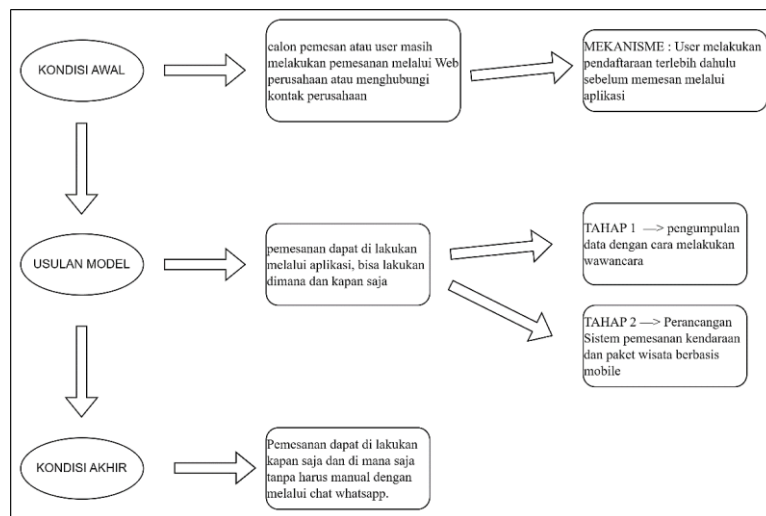 KONDISI AWAL
calon pemesan atau user masih
melakukan pemesanan melalui Web
perusahaan atau menghubungi
kontak perusahaan
MEKANISME : User melakukan
pendaftaraan terlebih dahulu
sebelum memesan melalui
aplikasi
USULAN MODEL
pemesanan dapat di lakukan
melalui aplikasi, bisa lakukan
dimana dan kapan saja
TAHAP 1 —> pengumpulan
data dengan cara melakukan
wawancara
TAHAP 2 —> Perancangan
Sistem pemesanan kendaraan
dan paket wisata berbasis
mobile
KONDISI AKHIR
Pemesanan dapat di lakukan
kapan saja dan di mana saja
tanpa harus manual dengan
melalui chat whatsapp.